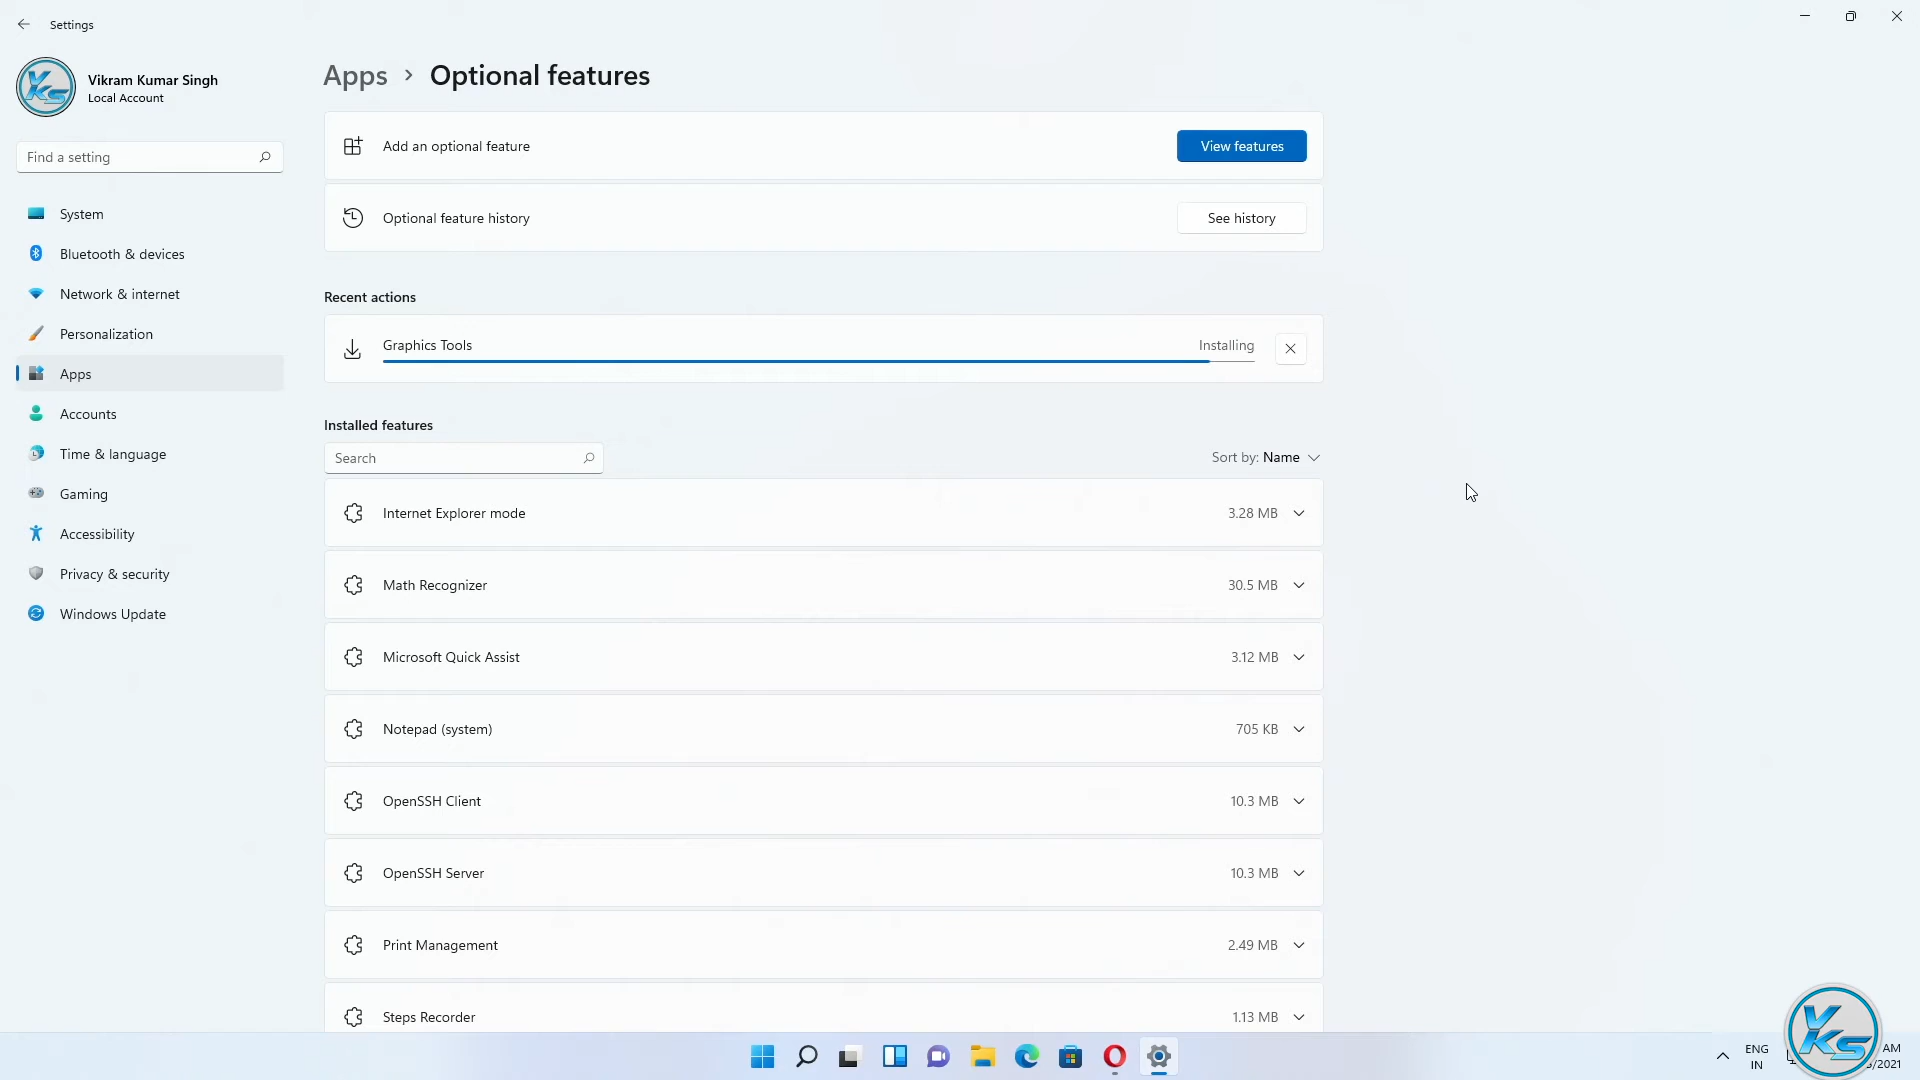 Settings
Vikram Kumar Singh
Local Account
Find a setting
System
Bluetooth & devices
Network & internet
Personalization
Apps
Accounts
Time & language
Gaming
Accessibility
Privacy & security
Windows Update
Apps > Optional features
Add an optional feature View features
Optional feature history See history
Recent actions
Graphics Tools Installing
Installed features
Search Sort by: Name
Internet Explorer mode 3.28 MB
Math Recognizer 30.5 MB
Microsoft Quick Assist 3.12 MB
Notepad (system) 705 KB
OpenSSH Client 10.3 MB
OpenSSH Server 10.3 MB
Print Management 2.49 MB
Steps Recorder 1.13 MB
ENG
IN
AM
/2021
VKS
VKS